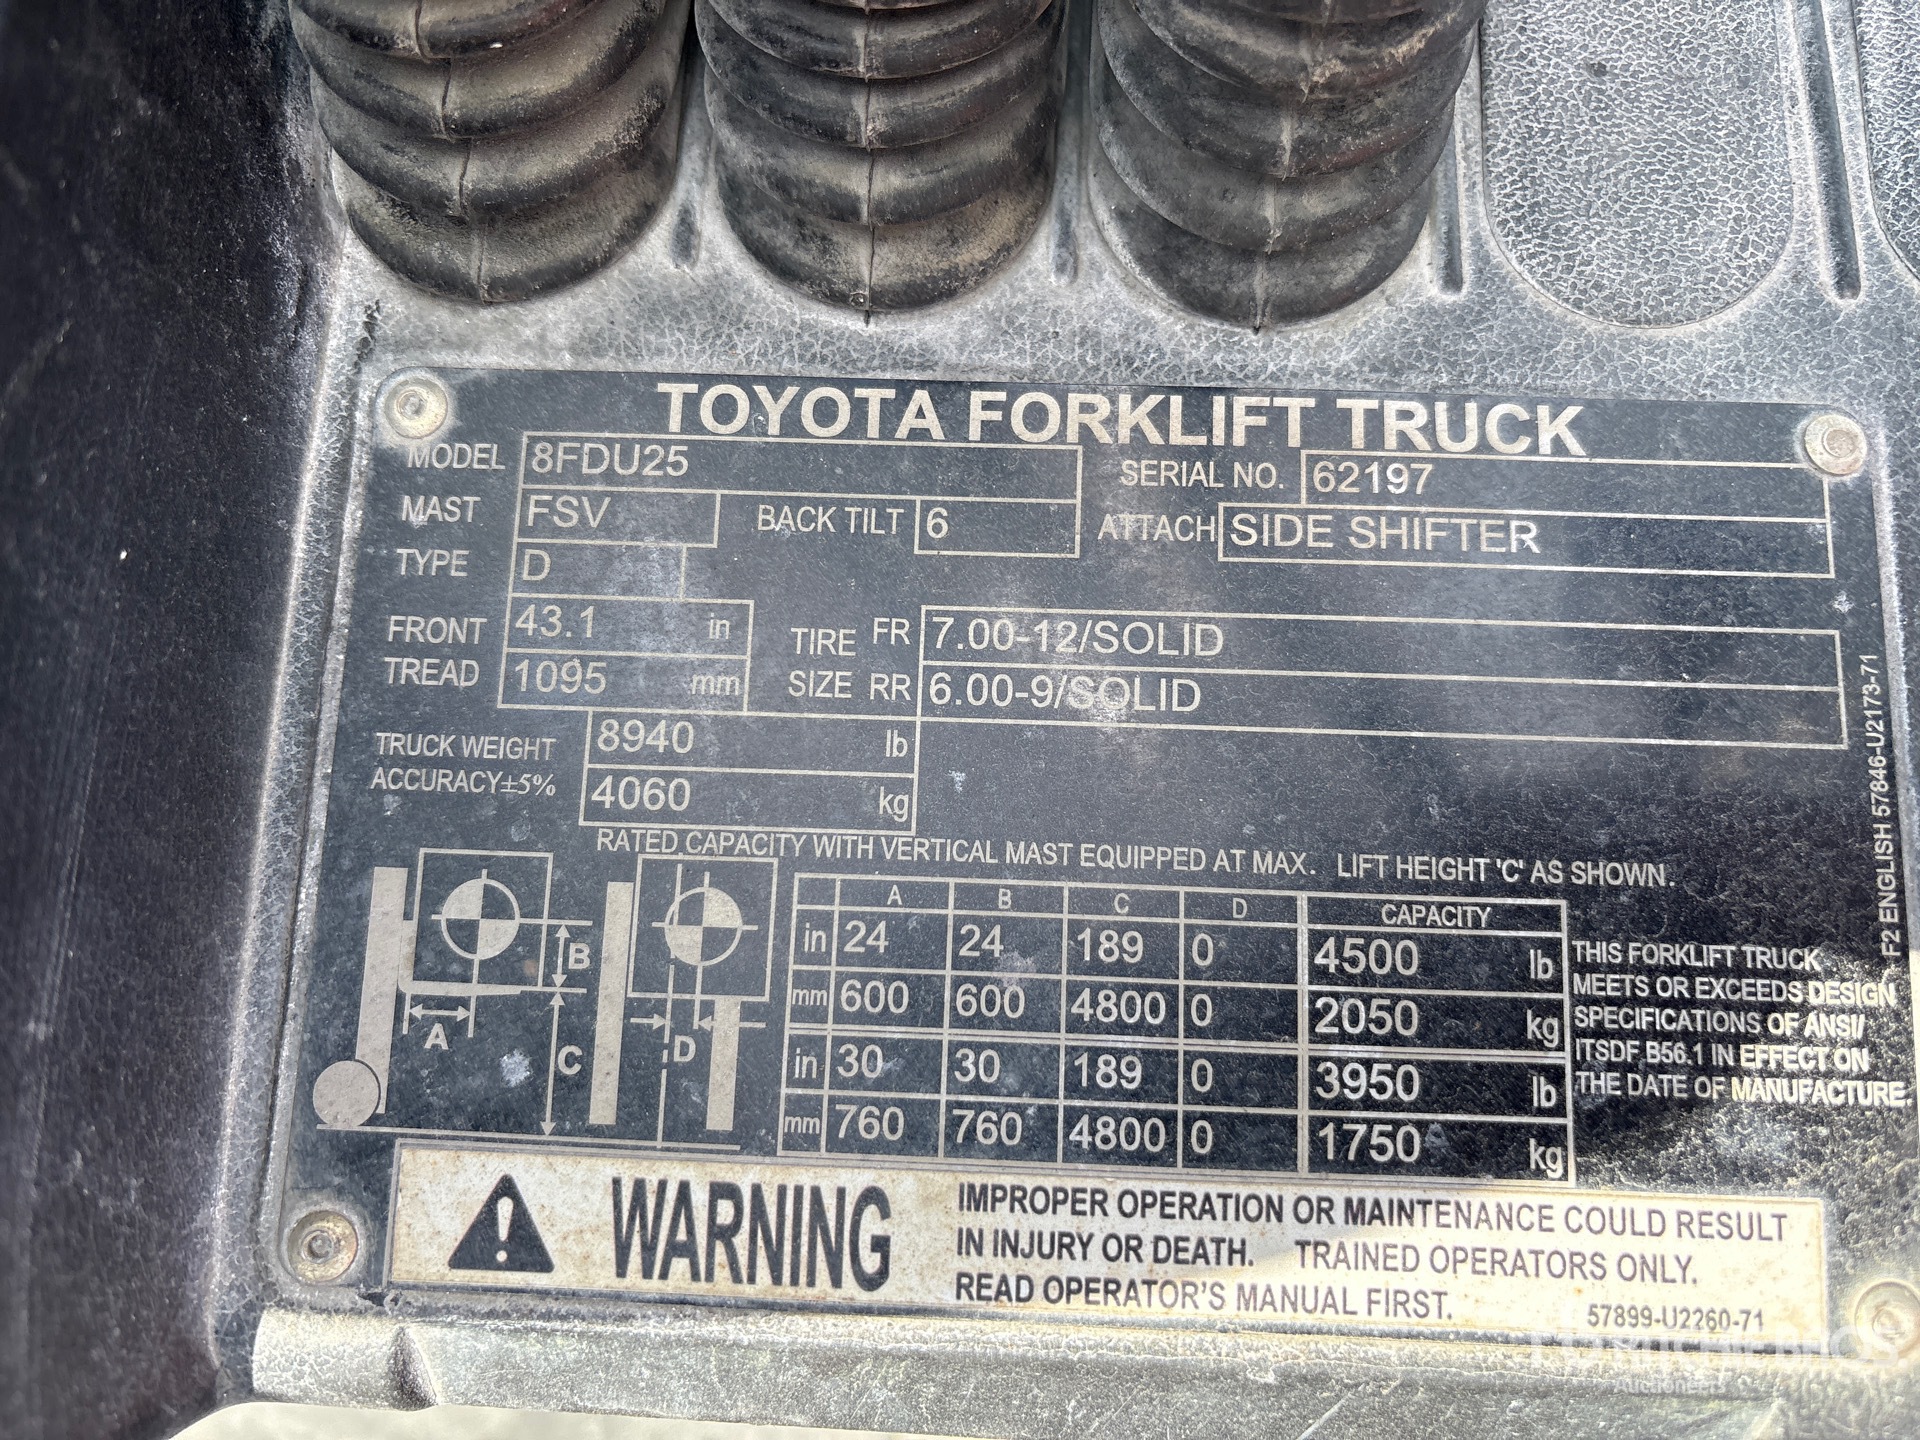 TOYOTA FORKLIFT TRUCK
MODEL 8FDU25 SERIAL NO. 62197
MAST FSV BACK TILT 6 ATTACH SIDE SHIFTER
TYPE D
FRONT TREAD 43.1 in TIRE SIZE FR 7.00-12/SOLID
1095 mm RR 6.00-9/SOLID
TRUCK WEIGHT 8940 lb
ACCURACY±5% 4060 kg
RATED CAPACITY WITH VERTICAL MAST EQUIPPED AT MAX. LIFT HEIGHT 'C' AS SHOWN.
A B C D CAPACITY
in 24 24 189 0 4500 lb
mm 600 600 4800 0 2050 kg
in 30 30 189 0 3950 lb
mm 760 760 4800 0 1750 kg
B
A
C
D
THIS FORKLIFT TRUCK
MEETS OR EXCEEDS DESIGN
SPECIFICATIONS OF ANSI/
ITSDF B56.1 IN EFFECT ON
THE DATE OF MANUFACTURE.
F2 ENGLISH 57846-U2173-71
WARNING
IMPROPER OPERATION OR MAINTENANCE COULD RESULT
IN INJURY OR DEATH. TRAINED OPERATORS ONLY.
READ OPERATOR'S MANUAL FIRST.
57899-U2260-71
RITCHIE BROS.
Auctioneers